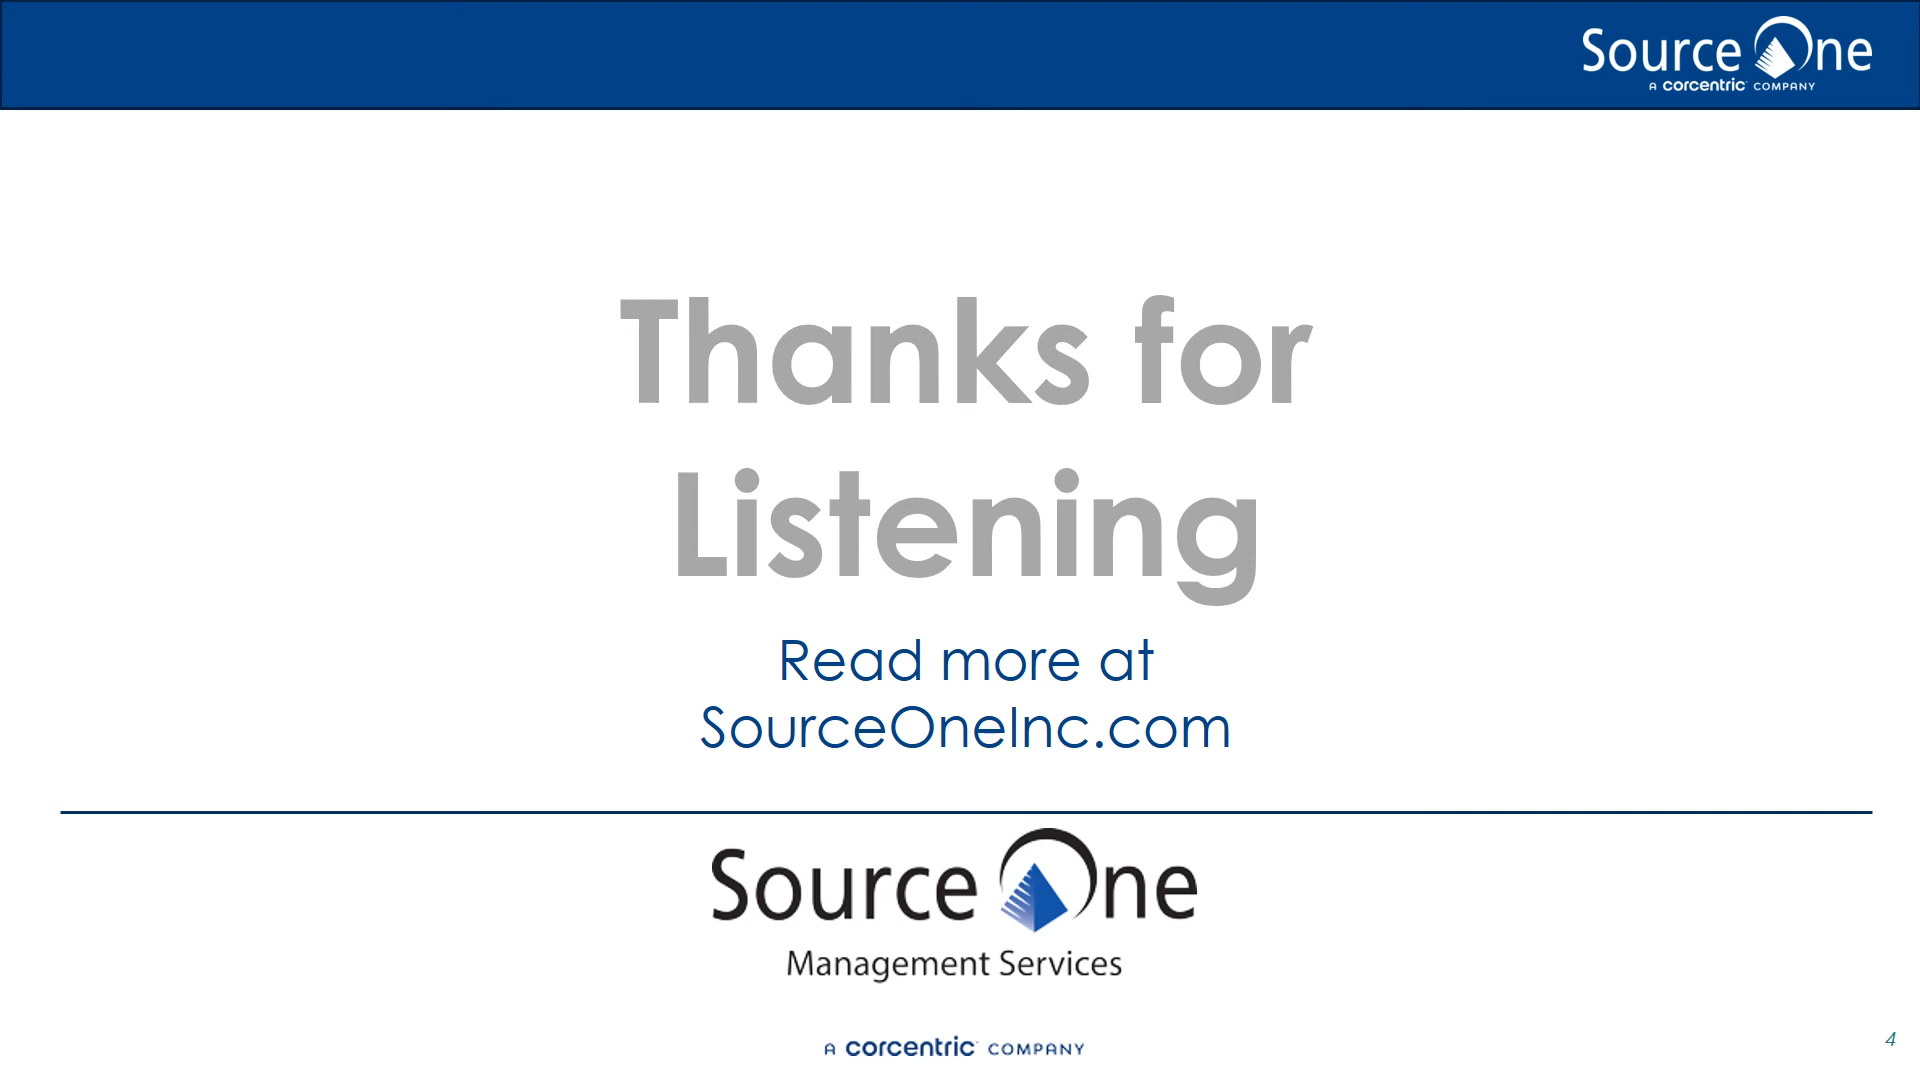 Source One
A corcentric COMPANY
Thanks for
Listening
Read more at
SourceOneInc.com
Source One
Management Services
A corcentric COMPANY
4